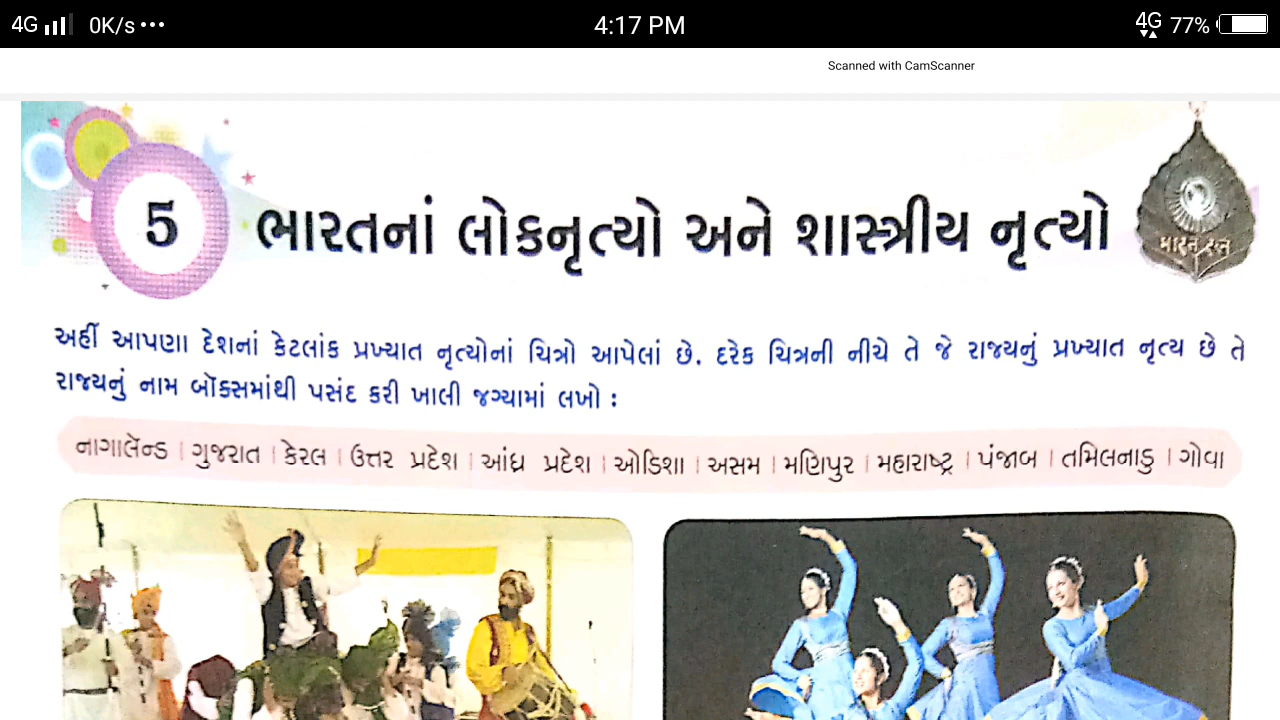 4G 0K/s ••• 4:17 PM 4G 77%
Scanned with CamScanner
5 ભારતનાં લોકનૃત્યો અને શાસ્ત્રીય નૃત્યો
ભારત રત્ન
અહીં આપણા દેશનાં કેટલાંક પ્રખ્યાત નૃત્યોનાં ચિત્રો આપેલાં છે. દરેક ચિત્રની નીચે તે જે રાજ્યનું પ્રખ્યાત નૃત્ય છે તે
રાજ્યનું નામ બૉક્સમાંથી પસંદ કરી ખાલી જગ્યામાં લખો :
નાગાલૅન્ડ | ગુજરાત | કેરલ | ઉત્તર પ્રદેશ | આંધ્ર પ્રદેશ | ઓડિશા | અસમ | મણિપુર | મહારાષ્ટ્ર | પંજાબ | તમિલનાડુ | ગોવા